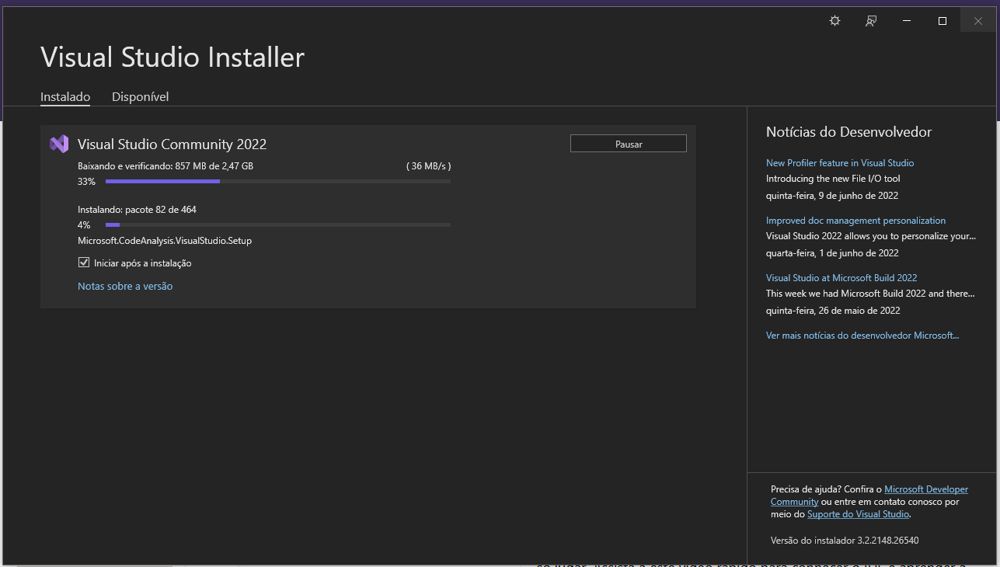 Visual Studio Installer
Instalado Disponível
Visual Studio Community 2022
Pausar
Baixando e verificando: 857 MB de 2,47 GB
( 36 MB/s )
33%
Instalando: pacote 82 de 464
4%
Microsoft.CodeAnalysis.VisualStudio.Setup
Iniciar após a instalação
Notas sobre a versão
Notícias do Desenvolvedor
New Profiler feature in Visual Studio
Introducing the new File I/O tool
quinta-feira, 9 de junho de 2022
Improved doc management personalization
Visual Studio 2022 allows you to personalize your...
quarta-feira, 1 de junho de 2022
Visual Studio at Microsoft Build 2022
This week we had Microsoft Build 2022 and there...
quinta-feira, 26 de maio de 2022
Ver mais notícias do desenvolvedor Microsoft...
Precisa de ajuda? Confira o Microsoft Developer
Community ou entre em contato conosco por
meio do Suporte do Visual Studio.
Versão do instalador 3.2.2148.26540